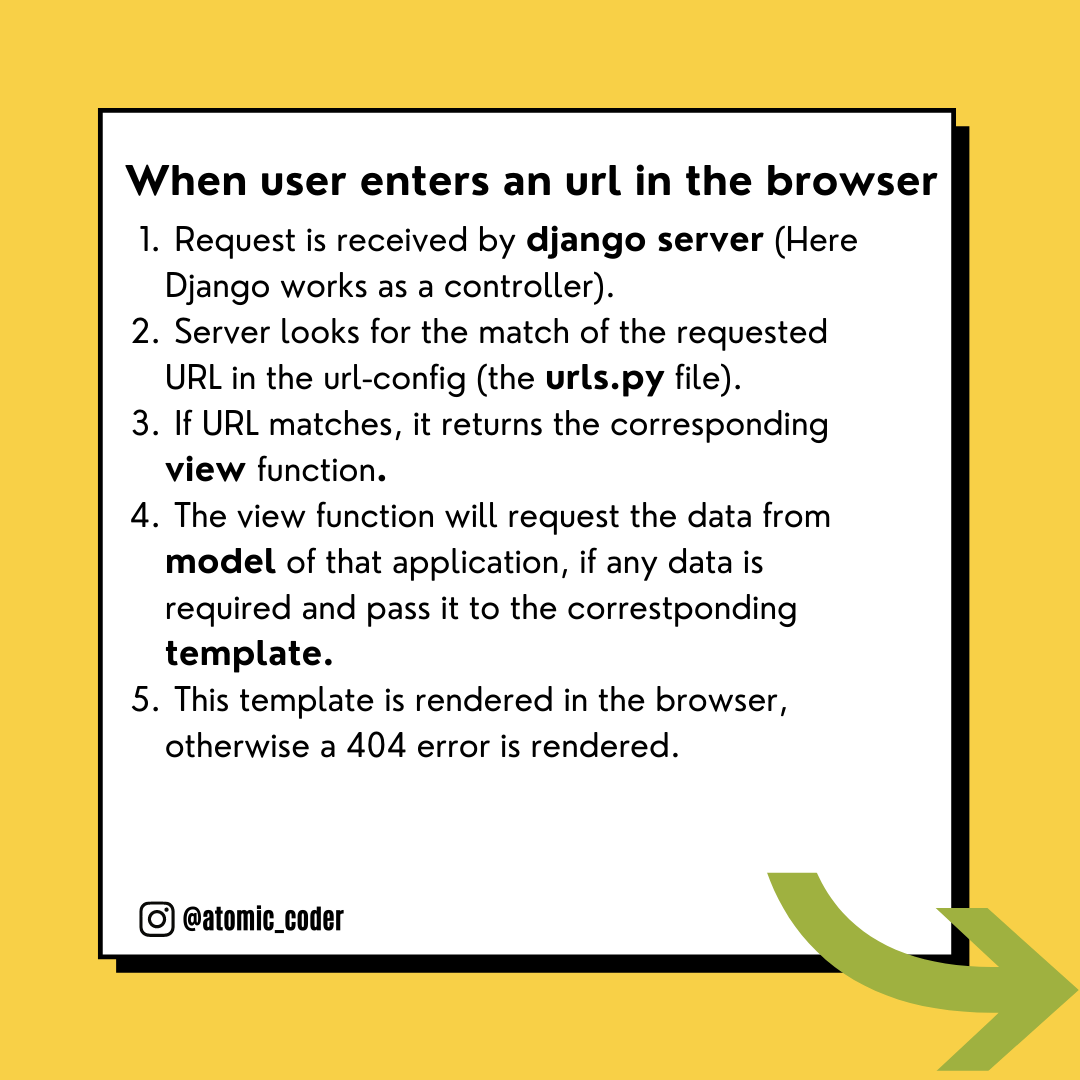 When user enters an url in the browser
1. Request is received by django server (Here
Django works as a controller).
2. Server looks for the match of the requested
URL in the url-config (the urls.py file).
3. If URL matches, it returns the corresponding
view function.
4. The view function will request the data from
model of that application, if any data is
required and pass it to the correstponding
template.
5. This template is rendered in the browser,
otherwise a 404 error is rendered.
@atomic_coder